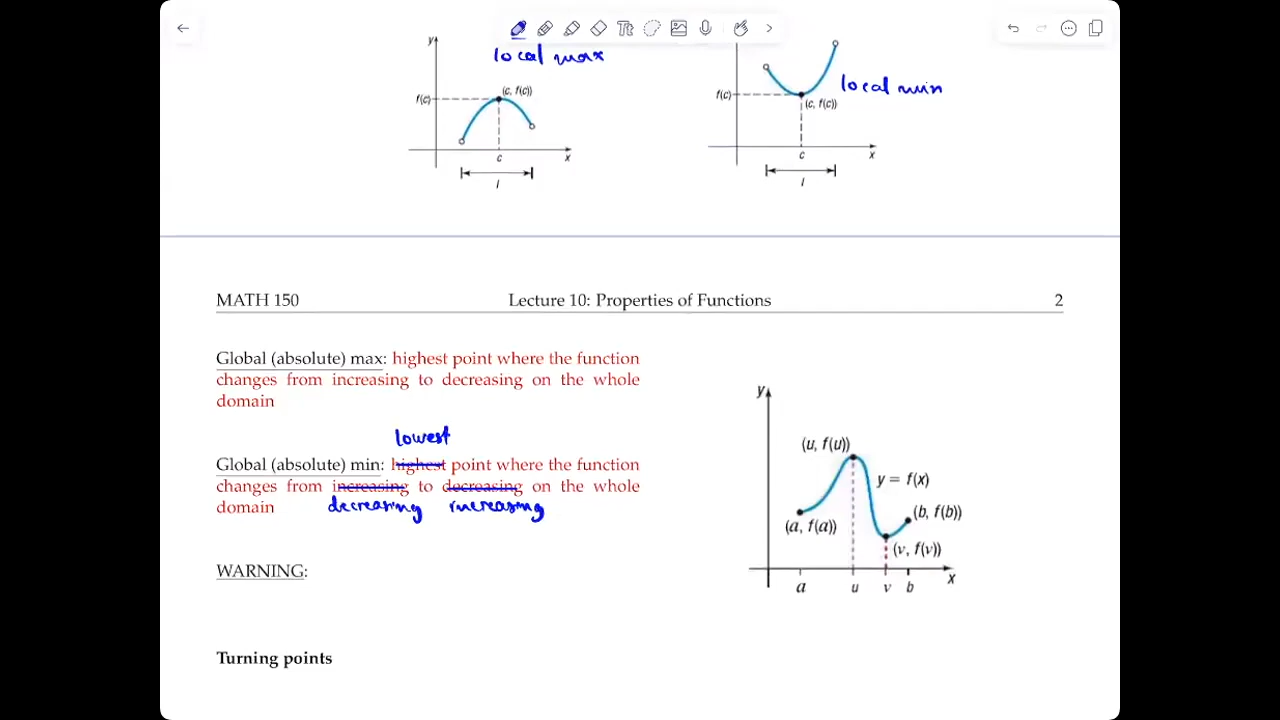 y
local max
(c, f(c))
f(c)
c
x
I
local min
f(c)
(c, f(c))
c
x
I
MATH 150 Lecture 10: Properties of Functions 2
Global (absolute) max: highest point where the function
changes from increasing to decreasing on the whole
domain
lowest
Global (absolute) min: highest point where the function
changes from increasing to decreasing on the whole
domain decreasing increasing
WARNING:
Turning points
y
(u, f(u))
y = f(x)
(a, f(a))
(b, f(b))
(v, f(v))
x
a u v b
Tt